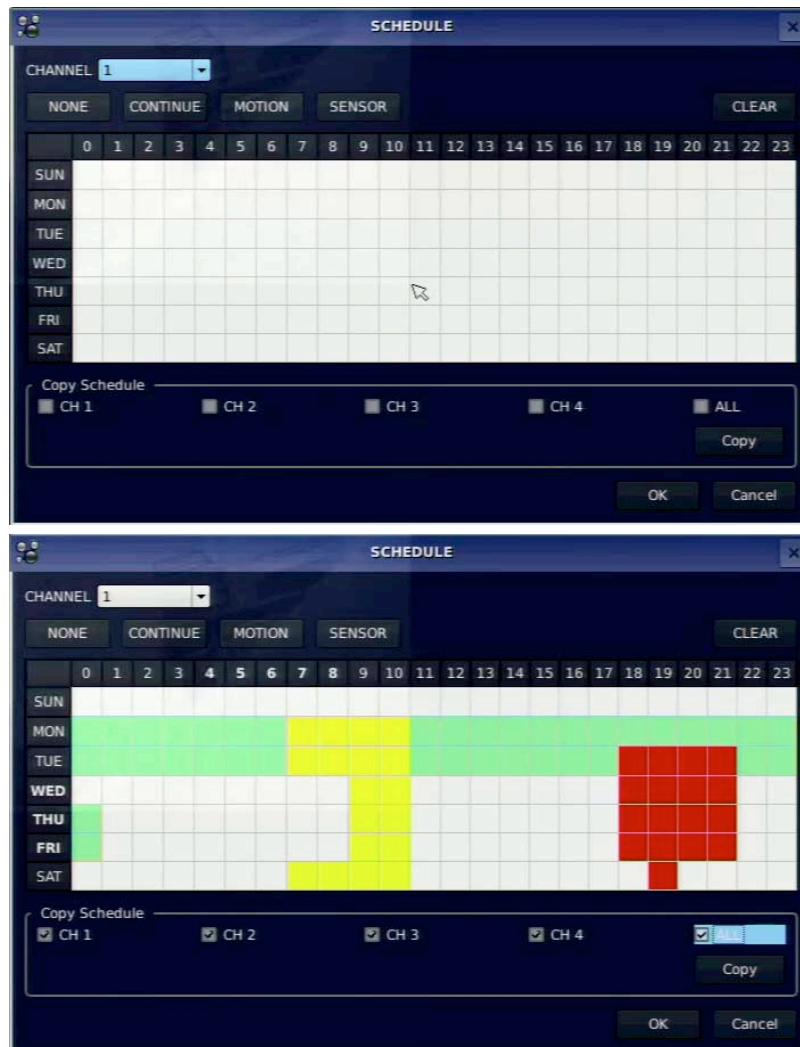 SCHEDULE
CHANNEL 1
NONE CONTINUE MOTION SENSOR CLEAR
0 1 2 3 4 5 6 7 8 9 10 11 12 13 14 15 16 17 18 19 20 21 22 23
SUN
MON
TUE
WED
THU
FRI
SAT
Copy Schedule
CH 1 CH 2 CH 3 CH 4 ALL
Copy
OK Cancel
SCHEDULE
CHANNEL 1
NONE CONTINUE MOTION SENSOR CLEAR
0 1 2 3 4 5 6 7 8 9 10 11 12 13 14 15 16 17 18 19 20 21 22 23
SUN
MON
TUE
WED
THU
FRI
SAT
Copy Schedule
CH 1 CH 2 CH 3 CH 4 ALL
Copy
OK Cancel